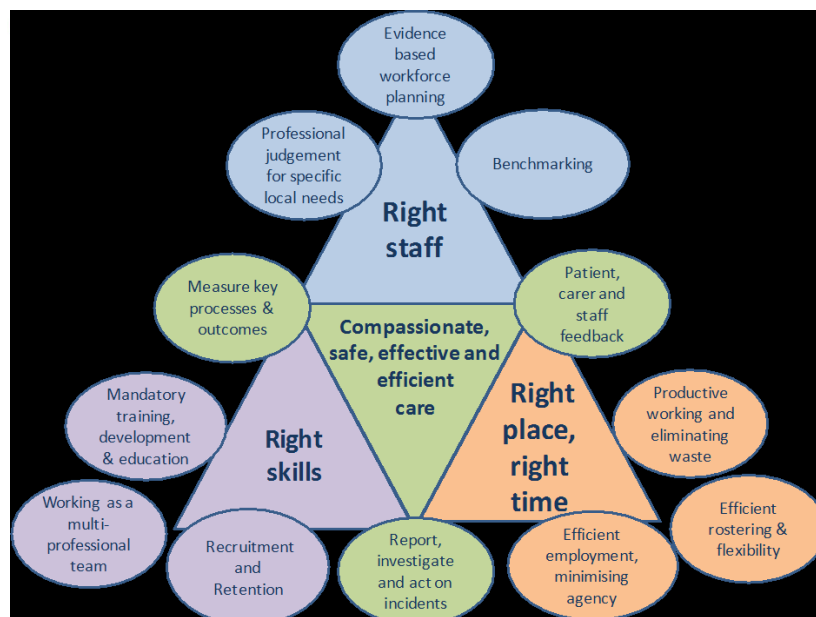 Evidence
based
workforce
planning
Professional
judgement
for specific
local needs
Benchmarking
Right
staff
Measure key
processes &
outcomes
Patient,
carer and
staff
feedback
Compassionate,
safe, effective and
efficient
care
Mandatory
training,
development
& education
Right
skills
Right
place,
right
time
Productive
working and
eliminating
waste
Working as a
multi-
professional
team
Recruitment
and
Retention
Report,
investigate
and act on
incidents
Efficient
employment,
minimising
agency
Efficient
rostering &
flexibility